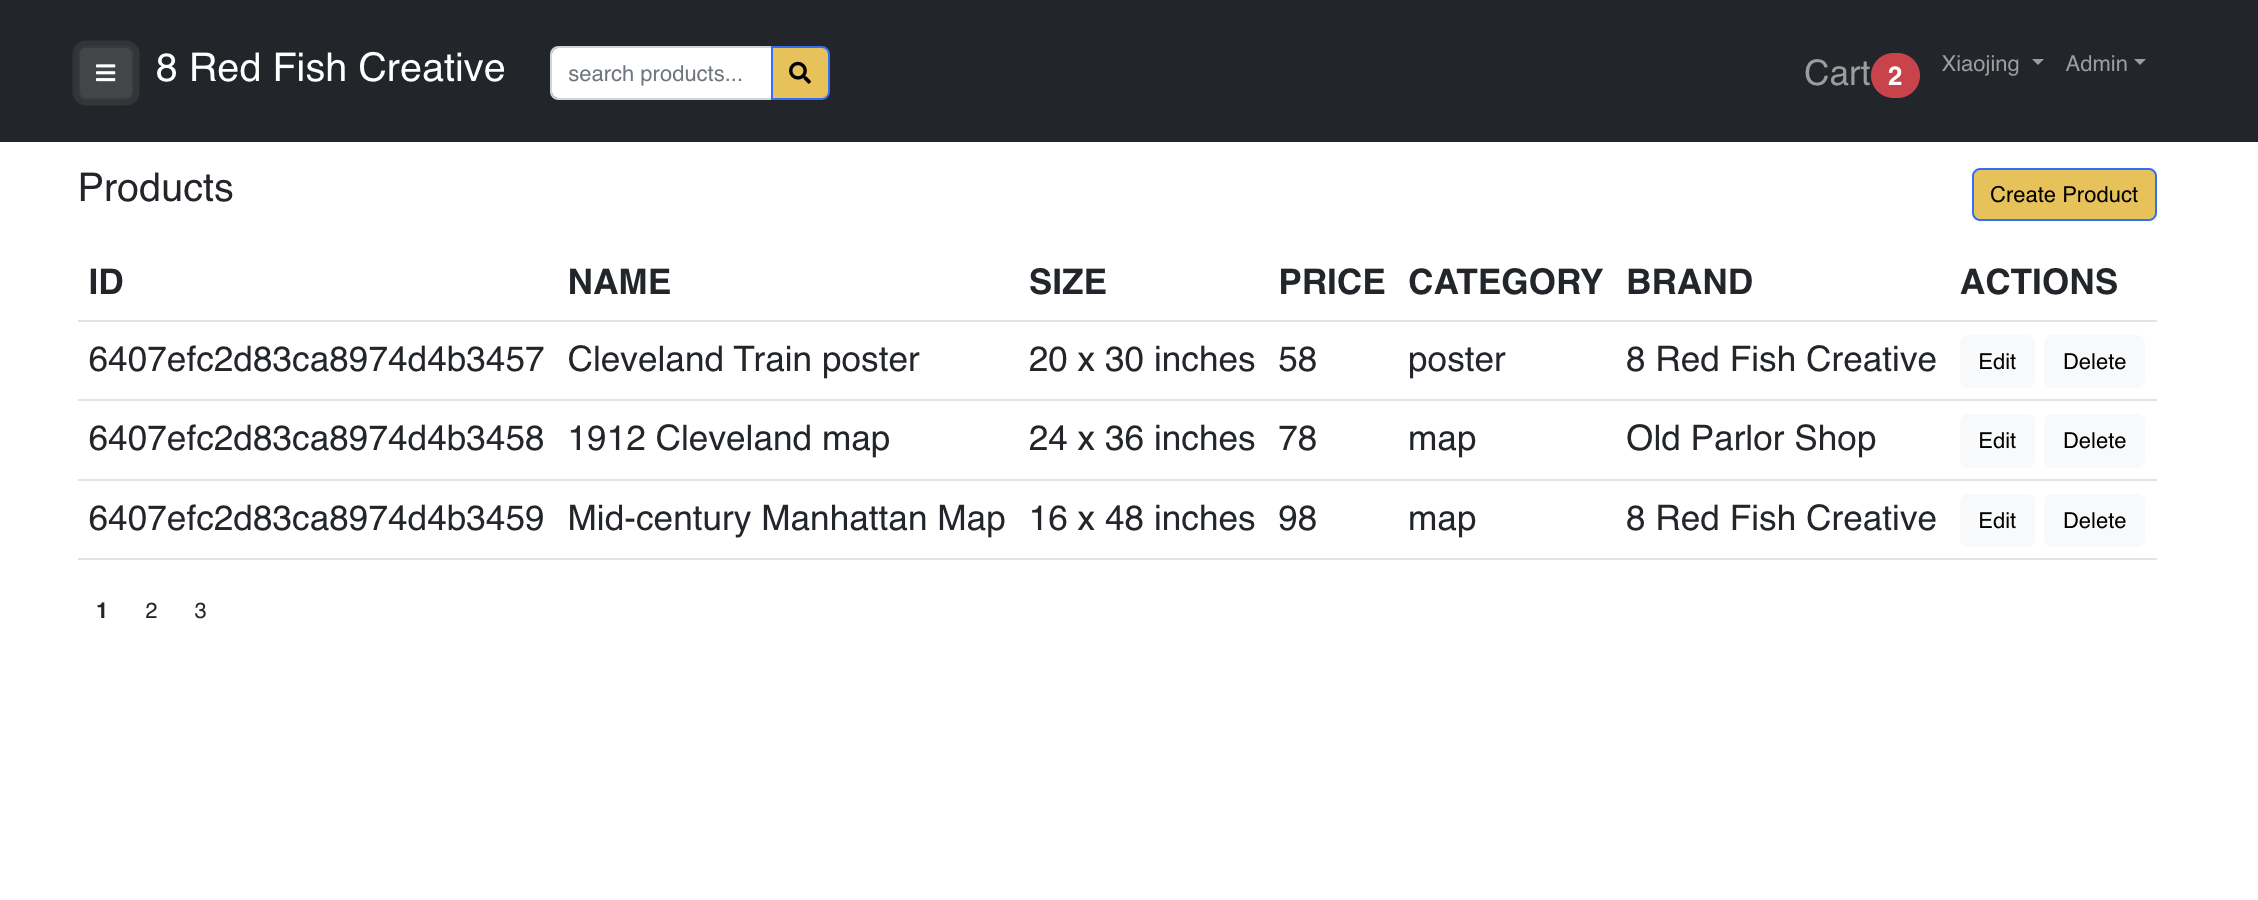 8 Red Fish Creative search products... Cart 2 Xiaojing Admin
Products Create Product
ID NAME SIZE PRICE CATEGORY BRAND ACTIONS
6407efc2d83ca8974d4b3457 Cleveland Train poster 20 x 30 inches 58 poster 8 Red Fish Creative Edit Delete
6407efc2d83ca8974d4b3458 1912 Cleveland map 24 x 36 inches 78 map Old Parlor Shop Edit Delete
6407efc2d83ca8974d4b3459 Mid-century Manhattan Map 16 x 48 inches 98 map 8 Red Fish Creative Edit Delete
1 2 3